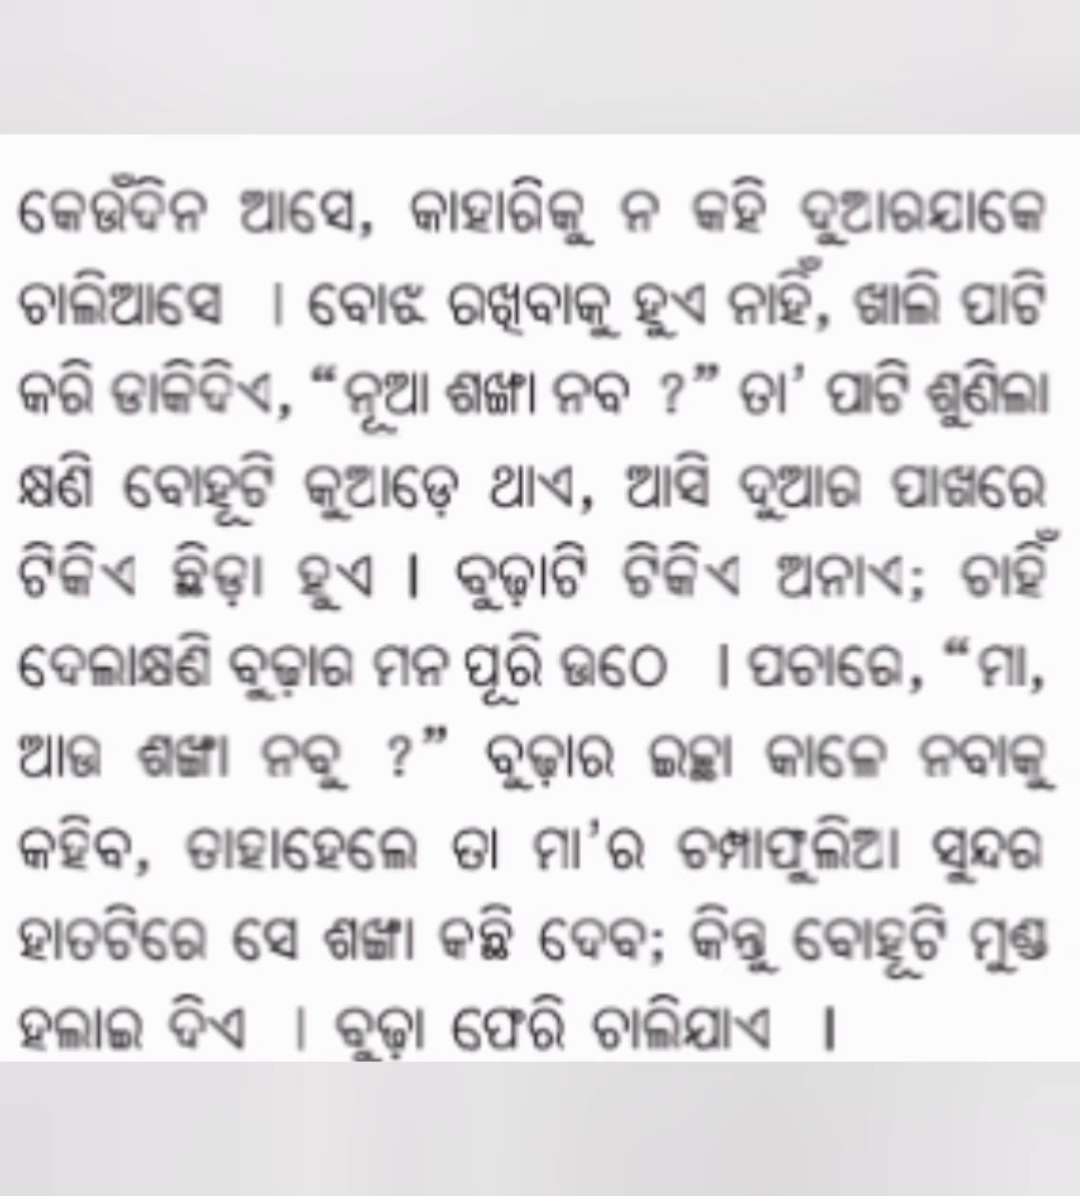 କେଉଁଦିନ ଆସେ, କାହାରିକୁ ନ କହି ଦୁଆରଯାକେ
ଚାଲିଆସେ । ବୋଝ ରଖିବାକୁ ହୁଏ ନାହିଁ, ଖାଲି ପାଟି
କରି ଡାକିଦିଏ, “ନୂଆ ଶଙ୍ଖା ନବ ?” ତା’ ପାଟି ଶୁଣିଲା
କ୍ଷଣି ବୋହୂଟି କୁଆଡ଼େ ଥାଏ, ଆସି ଦୁଆର ପାଖରେ
ଟିକିଏ ଛିଡ଼ା ହୁଏ । ବୁଢ଼ାଟି ଟିକିଏ ଅନାଏ; ଚାହିଁ
ଦେଲାକ୍ଷଣି ବୁଢ଼ାର ମନ ପୂରି ଉଠେ । ପଚାରେ, “ମା,
ଆଉ ଶଙ୍ଖା ନବୁ ?” ବୁଢ଼ାର ଇଚ୍ଛା କାଳେ ନବାକୁ
କହିବ, ତାହାହେଲେ ତା ମା’ର ଚମ୍ପାଫୁଲିଆ ସୁନ୍ଦର
ହାତଟିରେ ସେ ଶଙ୍ଖା କଛି ଦେବ; କିନ୍ତୁ ବୋହୂଟି ମୁଣ୍ଡ
ହଲାଇ ଦିଏ । ବୁଢ଼ା ଫେରି ଚାଲିଯାଏ ।